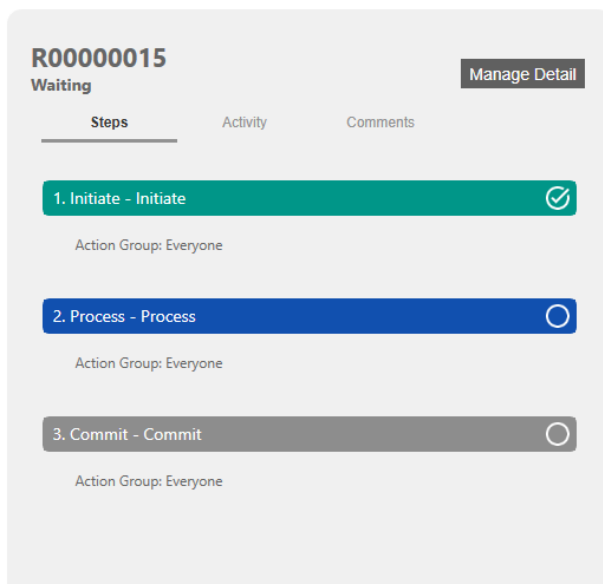 R00000015
Waiting
Manage Detail
Steps Activity Comments
1. Initiate - Initiate
Action Group: Everyone
2. Process - Process
Action Group: Everyone
3. Commit - Commit
Action Group: Everyone